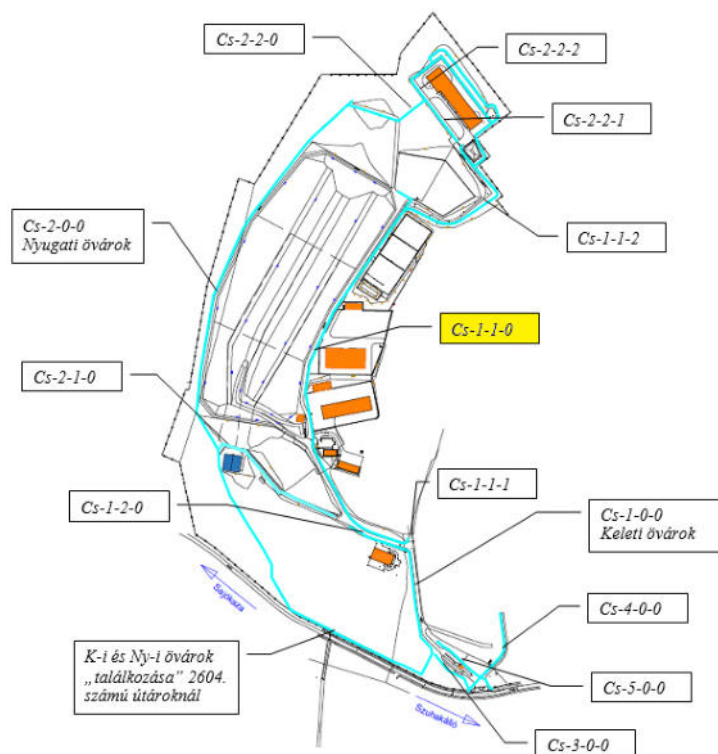 Cs-2-2-0
Cs-2-2-2
Cs-2-2-1
Cs-2-0-0
Nyugati övárok
Cs-1-1-2
Cs-1-1-0
Cs-2-1-0
Cs-1-1-1
Cs-1-2-0
Cs-1-0-0
Keleti övárok
Sajókaza
Cs-4-0-0
K-i és Ny-i övárok
„találkozása” 2604.
számú útároknál
Cs-5-0-0
Szuhakálló
Cs-3-0-0